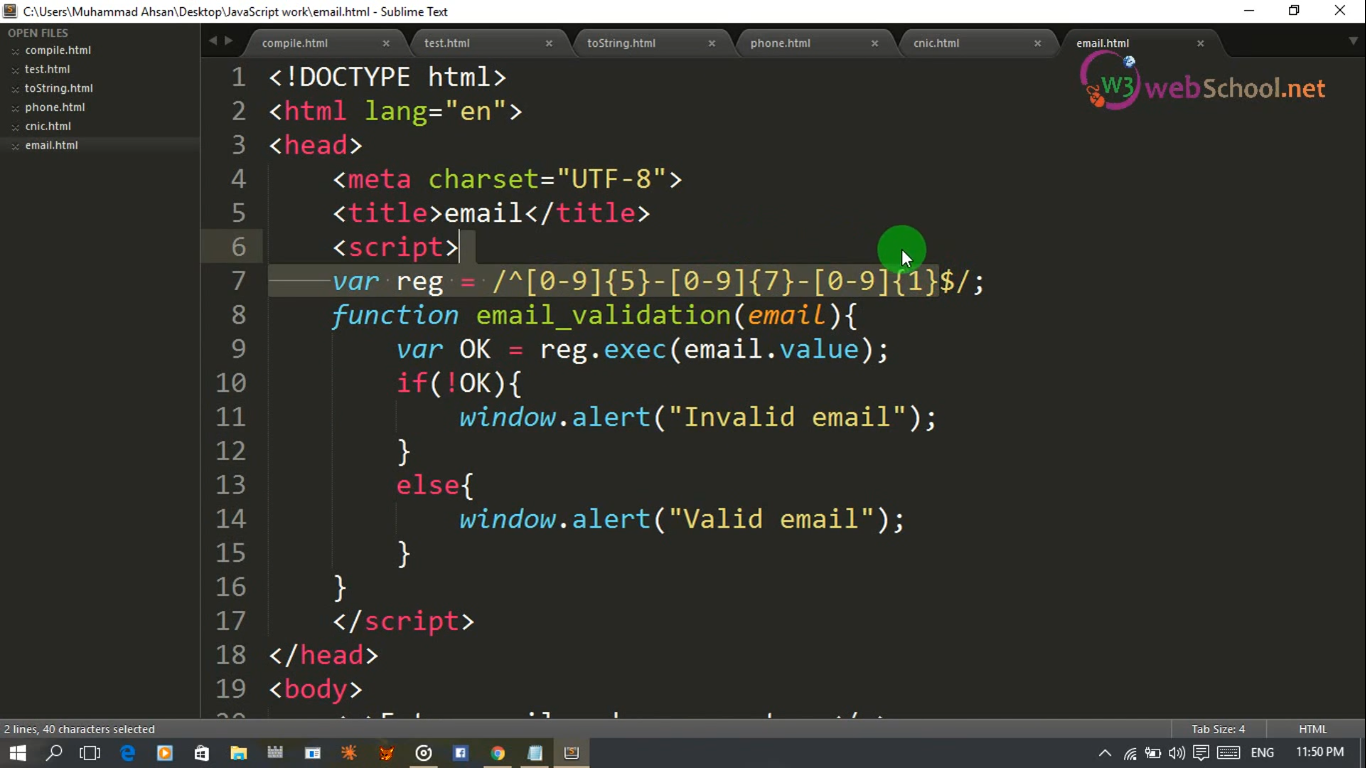 C:\Users\Muhammad Ahsan\Desktop\JavaScript work\email.html - Sublime Text
OPEN FILES
compile.html
test.html
toString.html
phone.html
cnic.html
email.html
compile.html
test.html
toString.html
phone.html
cnic.html
email.html
W3 webSchool.net
1 <!DOCTYPE html>
2 <html lang="en">
3 <head>
4 <meta charset="UTF-8">
5 <title>email</title>
6 <script>
7 var reg = /^[0-9]{5}-[0-9]{7}-[0-9]{1}$/;
8 function email_validation(email){
9 var OK = reg.exec(email.value);
10 if(!OK){
11 window.alert("Invalid email");
12 }
13 else{
14 window.alert("Valid email");
15 }
16 }
17 </script>
18 </head>
19 <body>
2 lines, 40 characters selected
Tab Size: 4
HTML
ENG
11:50 PM